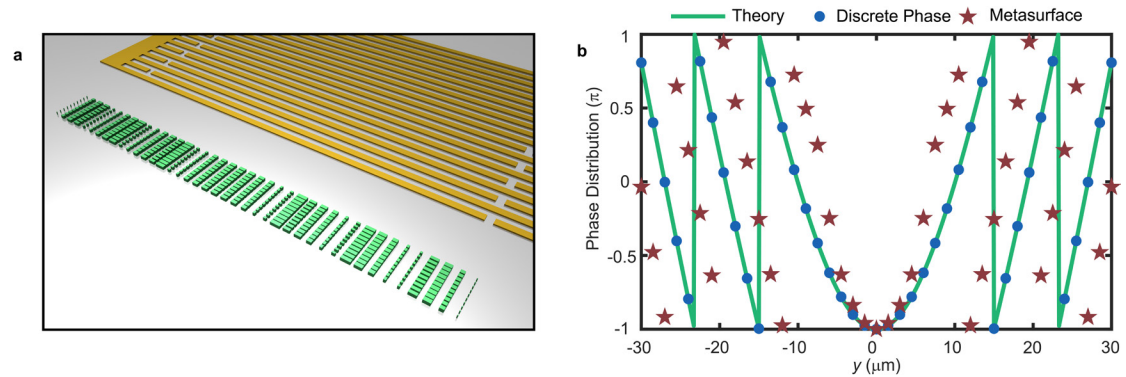 a
b
Theory
Discrete Phase
Metasurface
Phase Distribution (π)
1
0.5
0
-0.5
-1
-30
-20
-10
0
10
20
30
y (μm)